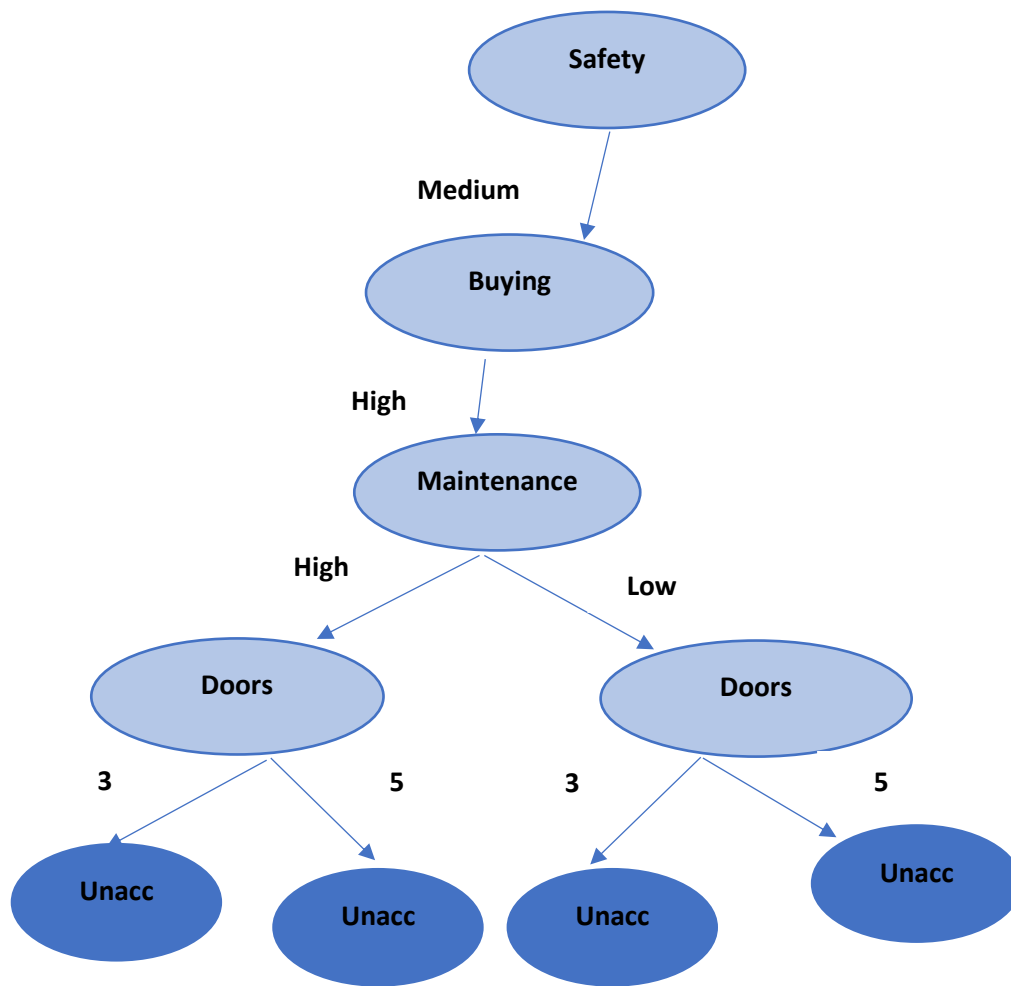 Safety
Medium
Buying
High
Maintenance
High
Low
Doors
Doors
3
5
3
5
Unacc
Unacc
Unacc
Unacc